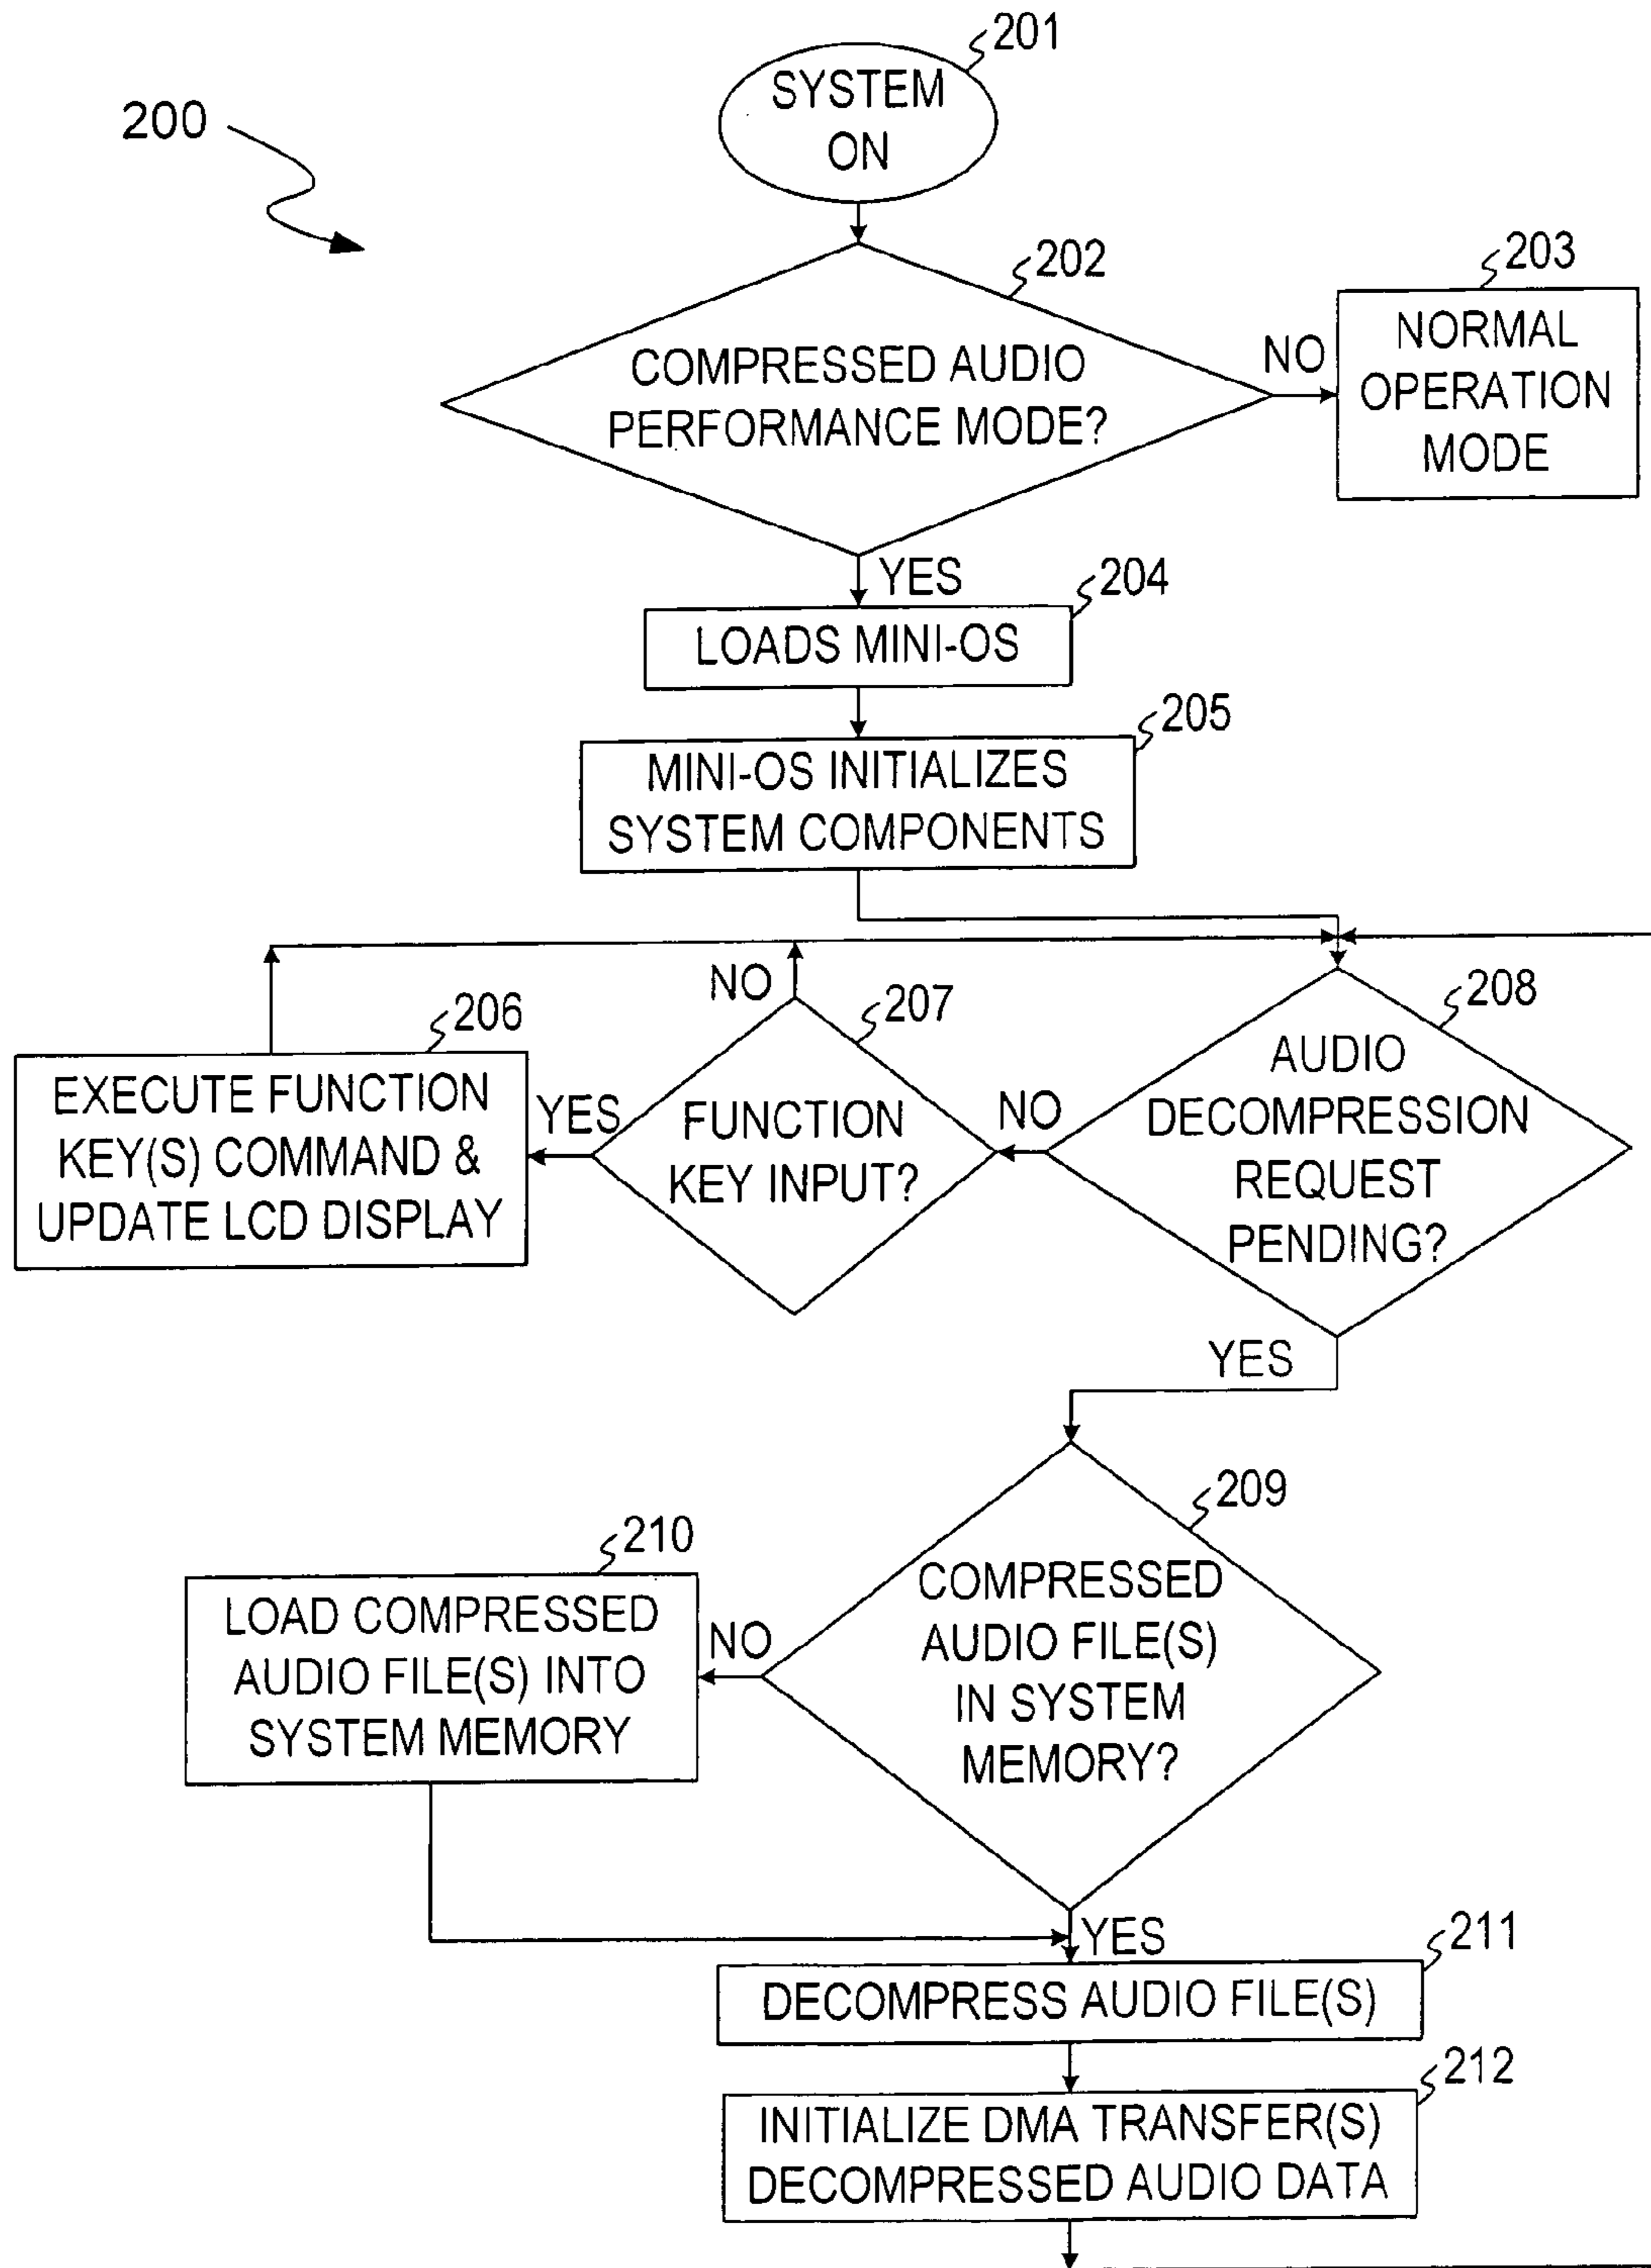 201
SYSTEM
ON
200
202
COMPRESSED AUDIO
PERFORMANCE MODE?
NO
203
NORMAL
OPERATION
MODE
YES
204
LOADS MINI-OS
205
MINI-OS INITIALIZES
SYSTEM COMPONENTS
208
AUDIO
DECOMPRESSION
REQUEST
PENDING?
NO
207
FUNCTION
KEY INPUT?
NO
YES
206
EXECUTE FUNCTION
KEY(S) COMMAND &
UPDATE LCD DISPLAY
YES
209
COMPRESSED
AUDIO FILE(S)
IN SYSTEM
MEMORY?
NO
210
LOAD COMPRESSED
AUDIO FILE(S) INTO
SYSTEM MEMORY
YES
211
DECOMPRESS AUDIO FILE(S)
212
INITIALIZE DMA TRANSFER(S)
DECOMPRESSED AUDIO DATA